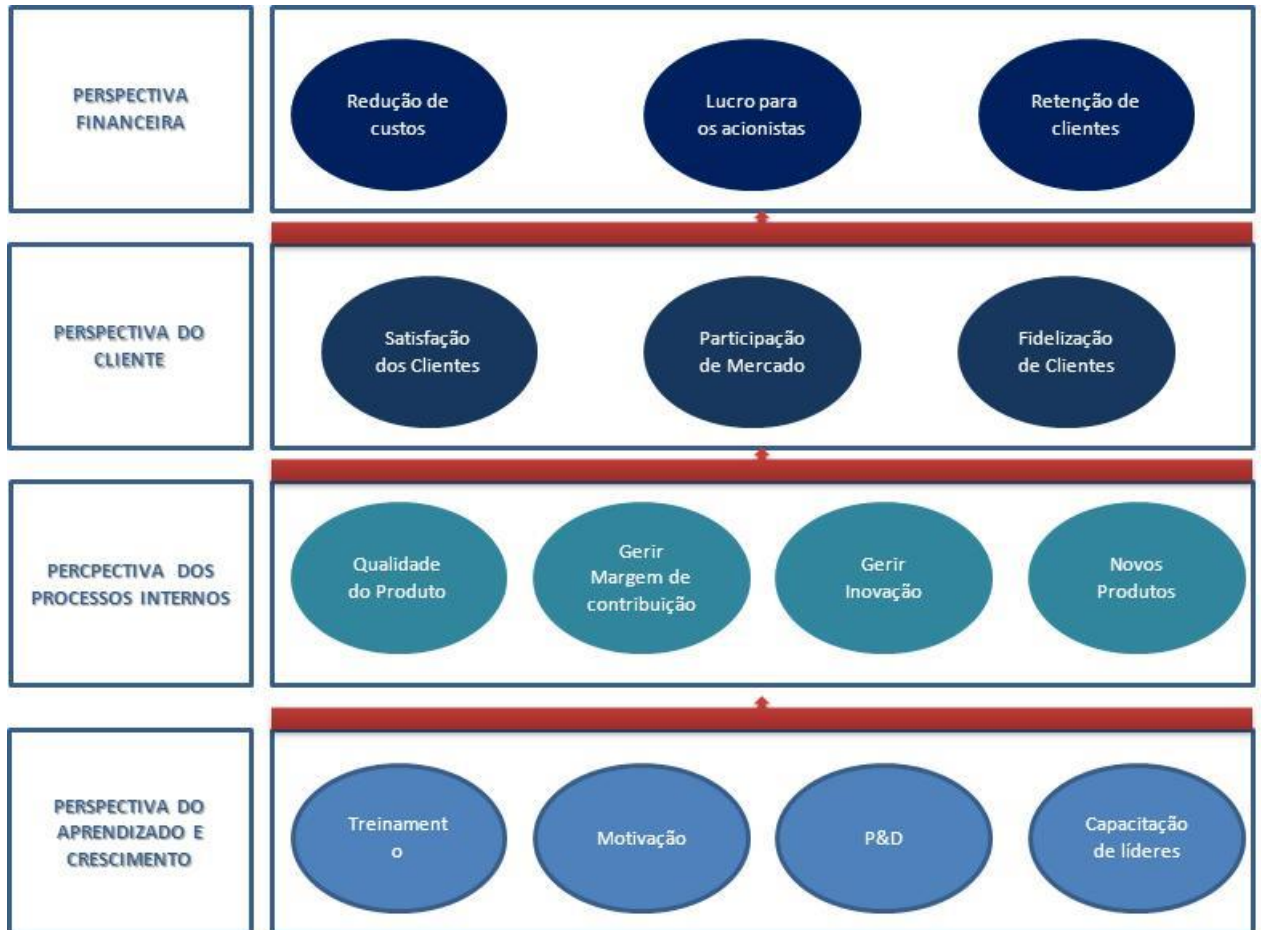 PERSPECTIVA
FINANCEIRA
Redução de
custos
Lucro para
os acionistas
Retenção de
clientes
PERSPECTIVA DO
CLIENTE
Satisfação
dos Clientes
Participação
de Mercado
Fidelização
de Clientes
PERCPECTIVA DOS
PROCESSOS INTERNOS
Qualidade
do Produto
Gerir
Margem de
contribuição
Gerir
Inovação
Novos
Produtos
PERSPECTIVA DO
APRENDIZADO E
CRESCIMENTO
Treinament
o
Motivação
P&D
Capacitação
de líderes